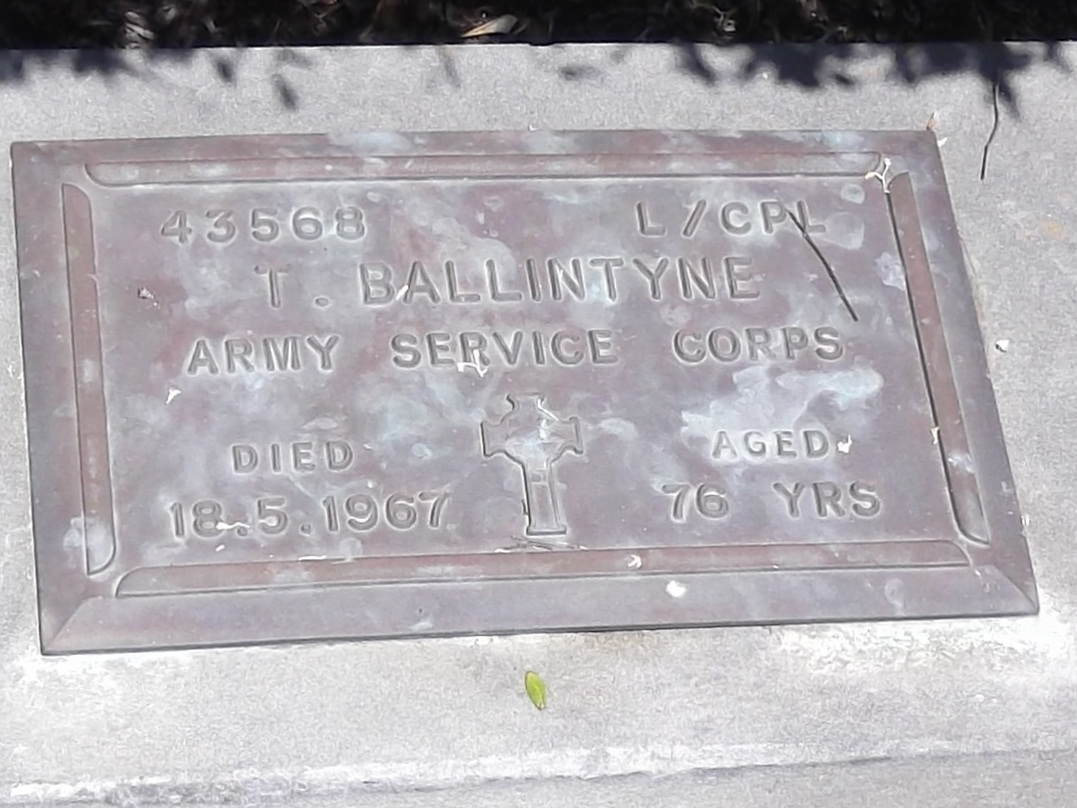 43568 L/CPL
T. BALLINTYNE
ARMY SERVICE CORPS
DIED AGED
18.5.1967 76 YRS